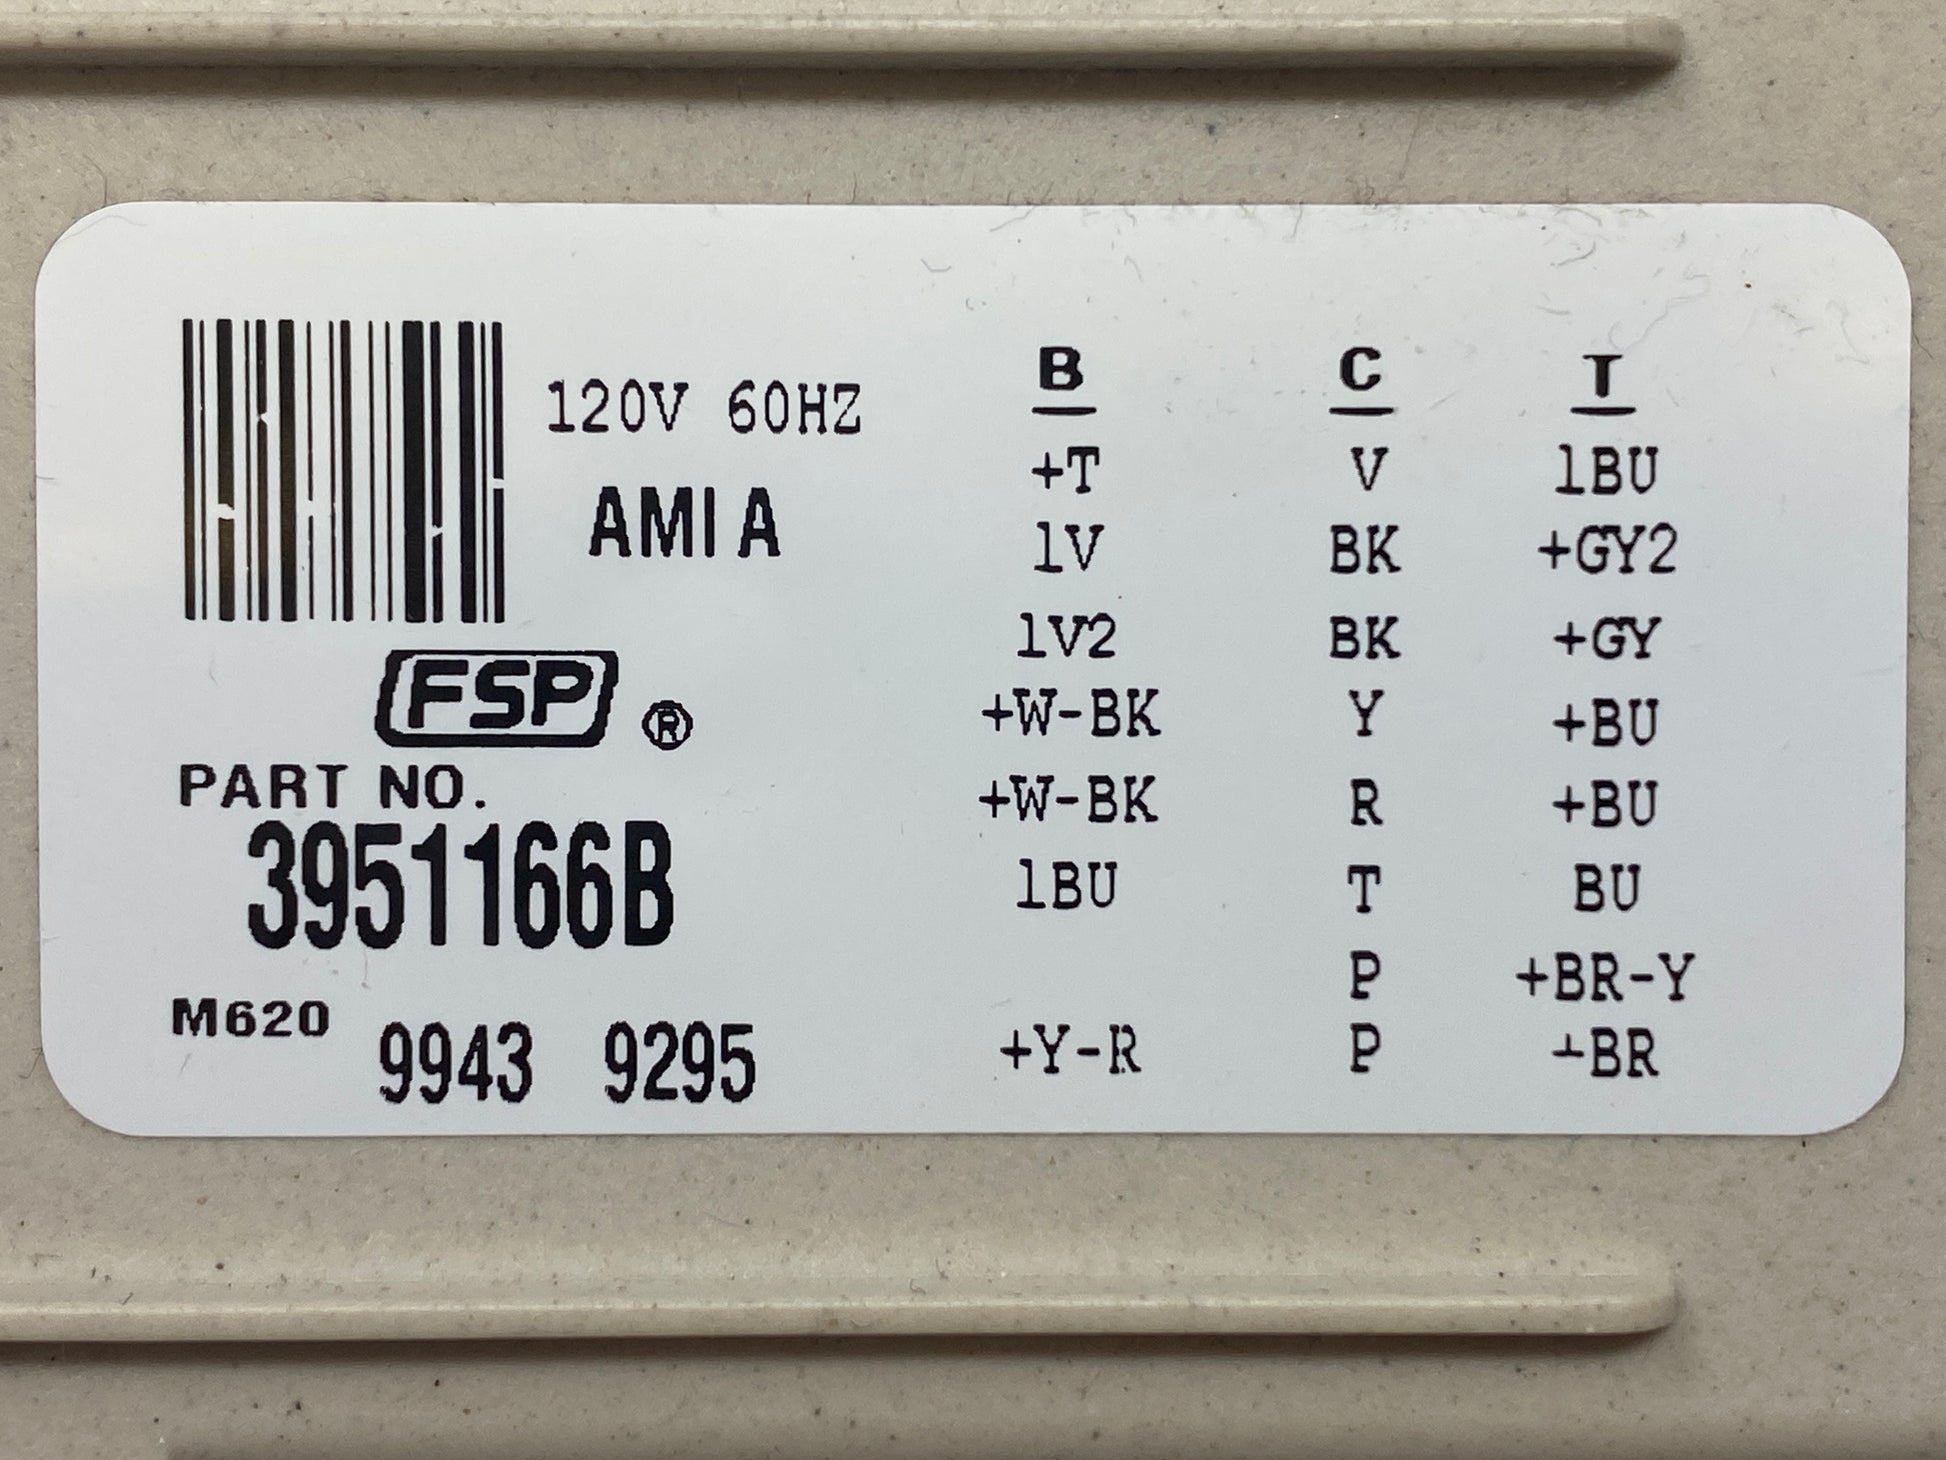 120V 60HZ
AMI A
FSP ®
PART NO.
3951166B
M620 9943 9295
B C T
+T V 1BU
1V BK +GY2
1V2 BK +GY
+W-BK Y +BU
+W-BK R +BU
1BU T BU
P +BR-Y
+Y-R P +BR